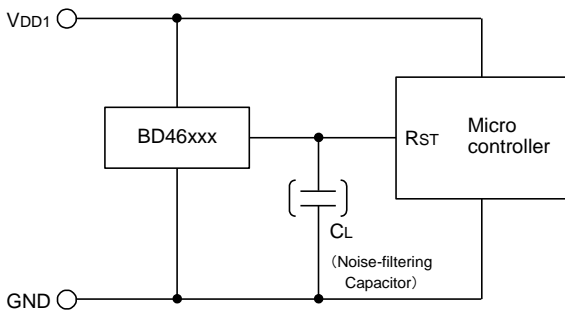 VDD1
BD46xxx
RST
Micro
controller
CL
(Noise-filtering
Capacitor)
GND